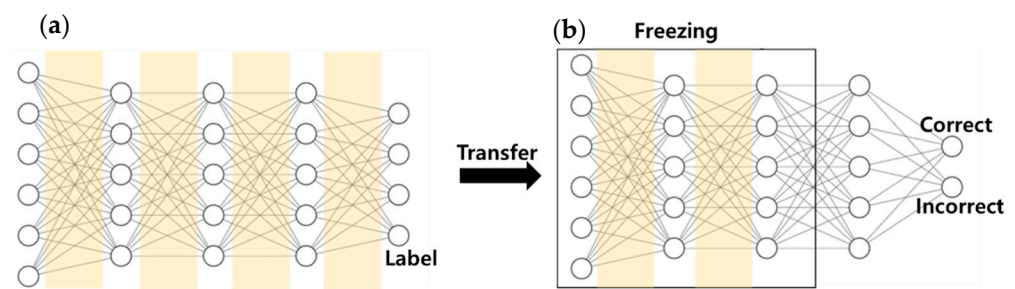 (a)
Label
Transfer
(b)
Freezing
Correct
Incorrect